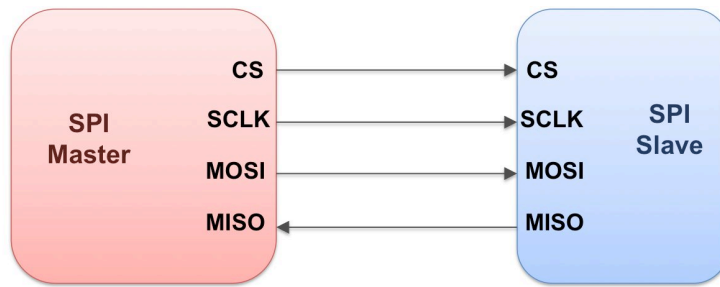 CS
CS
SCLK
SCLK
SPI
Master
SPI
Slave
MOSI
MOSI
MISO
MISO